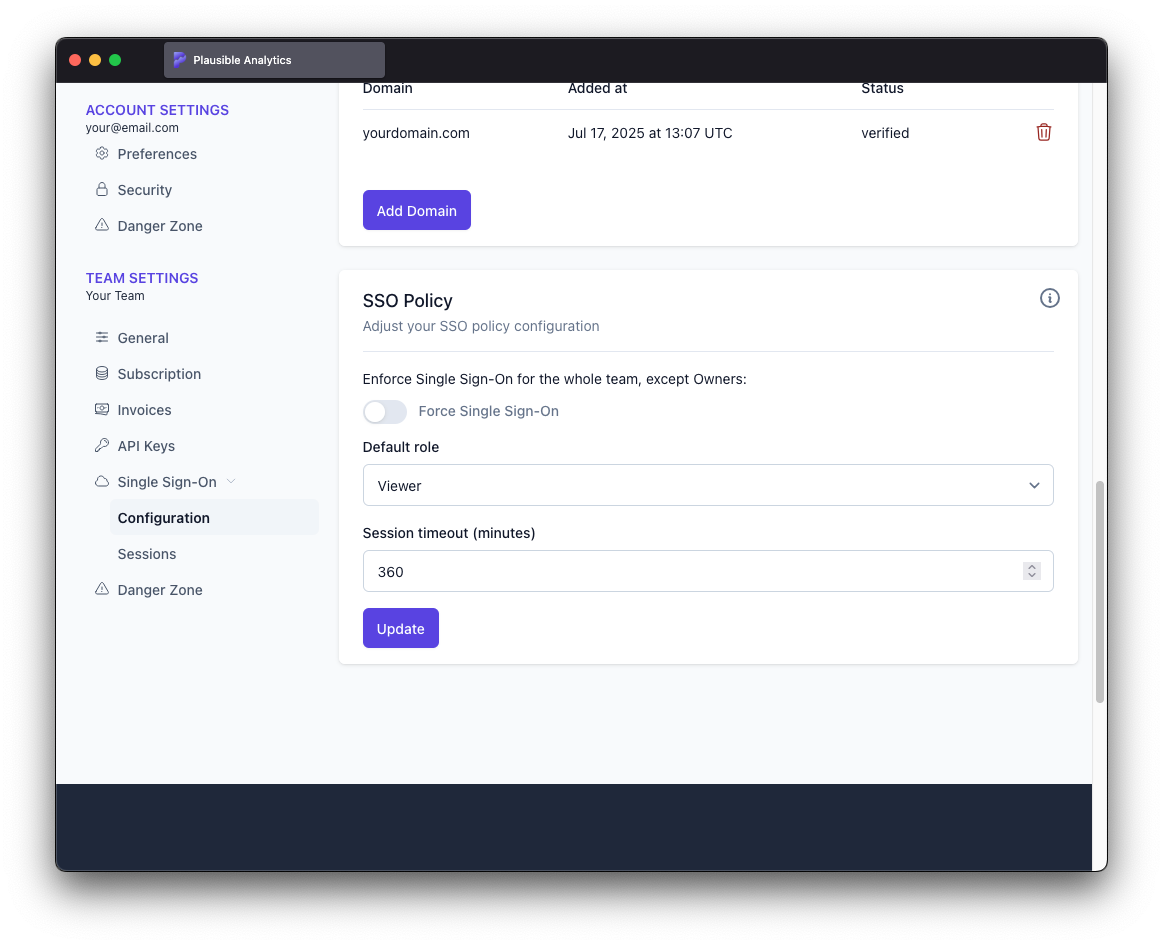 Plausible Analytics
ACCOUNT SETTINGS
your@email.com
Preferences
Security
Danger Zone
TEAM SETTINGS
Your Team
General
Subscription
Invoices
API Keys
Single Sign-On
Configuration
Sessions
Danger Zone
Domain Added at Status
yourdomain.com Jul 17, 2025 at 13:07 UTC verified
Add Domain
SSO Policy
Adjust your SSO policy configuration
Enforce Single Sign-On for the whole team, except Owners:
Force Single Sign-On
Default role
Viewer
Session timeout (minutes)
360
Update